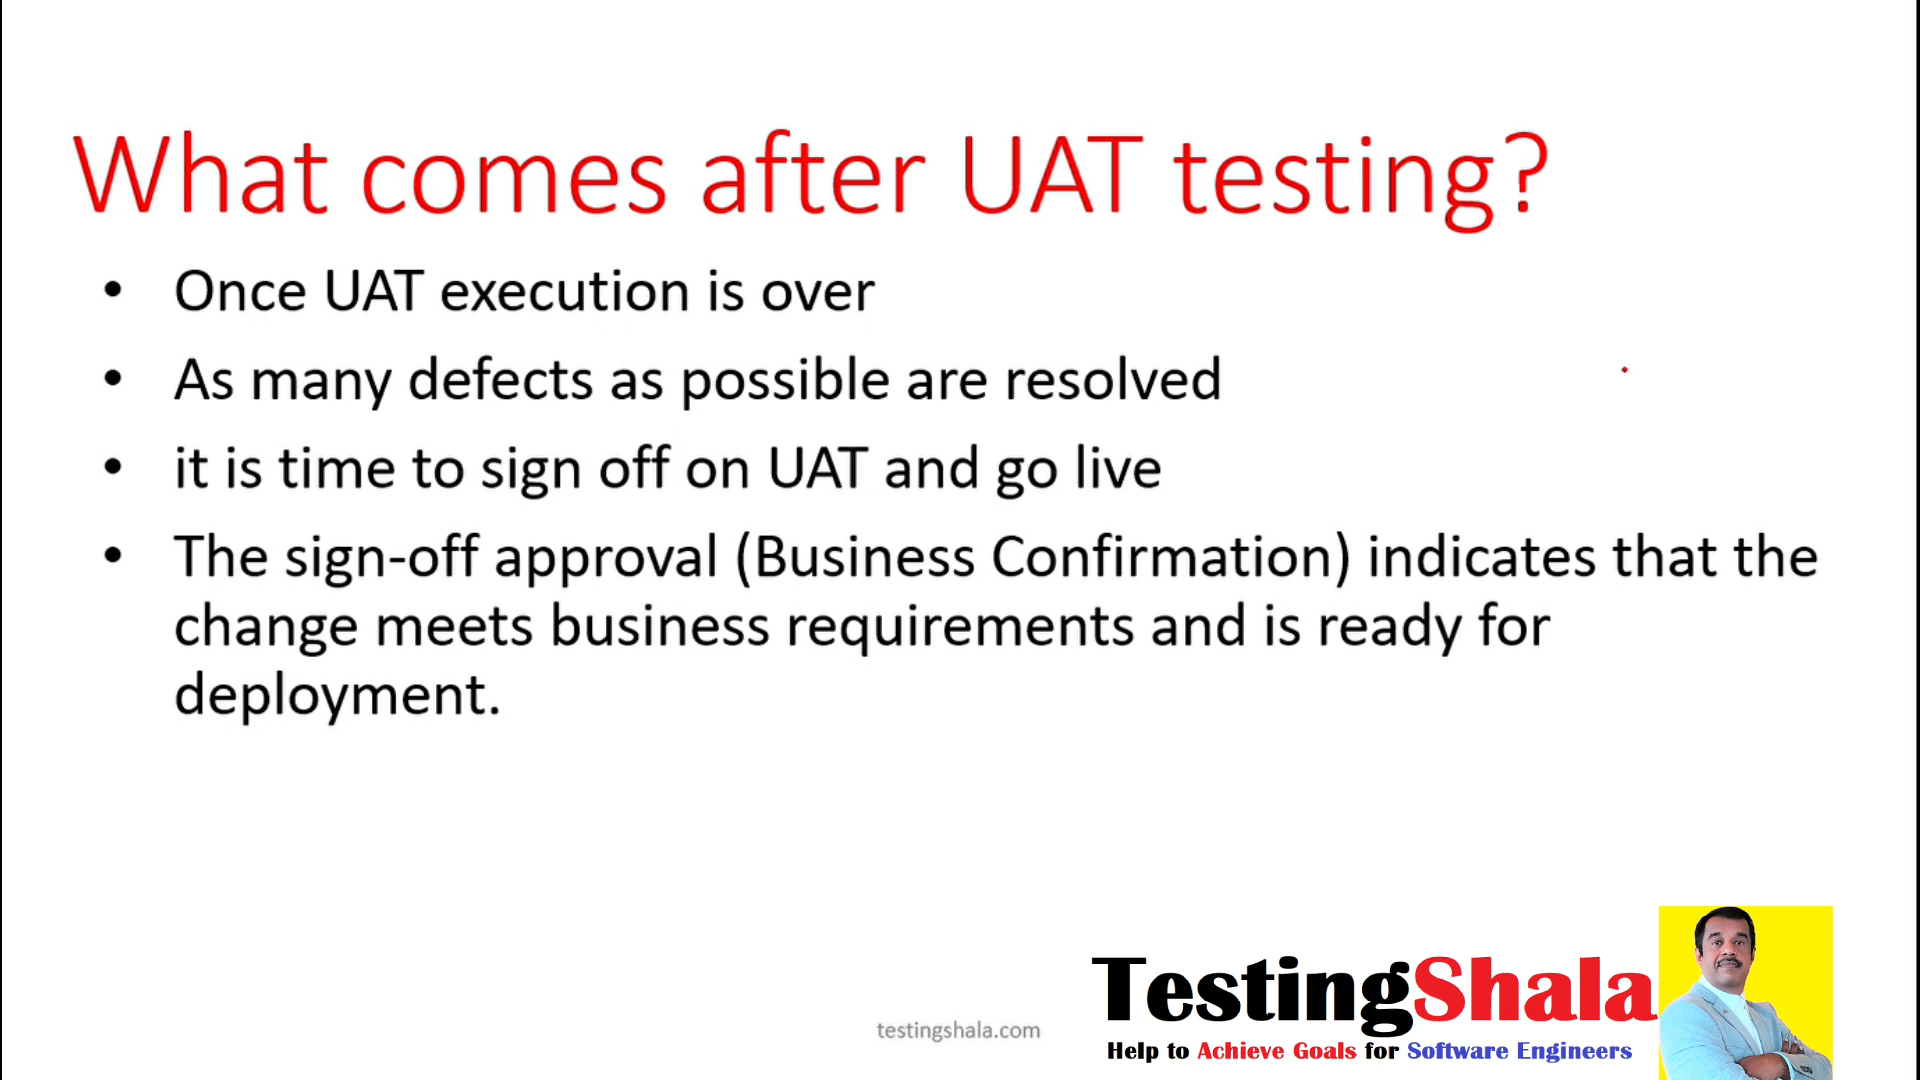 What comes after UAT testing?
• Once UAT execution is over
• As many defects as possible are resolved
• it is time to sign off on UAT and go live
• The sign-off approval (Business Confirmation) indicates that the
change meets business requirements and is ready for
deployment.
testingshala.com
TestingShala
Help to Achieve Goals for Software Engineers